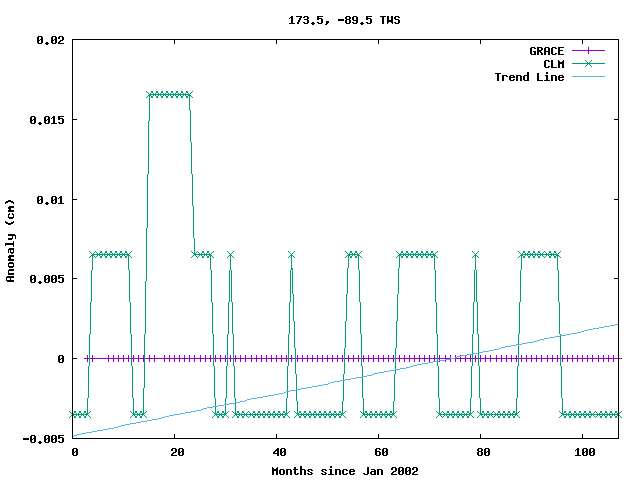 173.5, -89.5 TWS
GRACE
CLM
Trend Line
0.02
0.015
0.01
0.005
0
-0.005
Anomaly (cm)
0 20 40 60 80 100
Months since Jan 2002